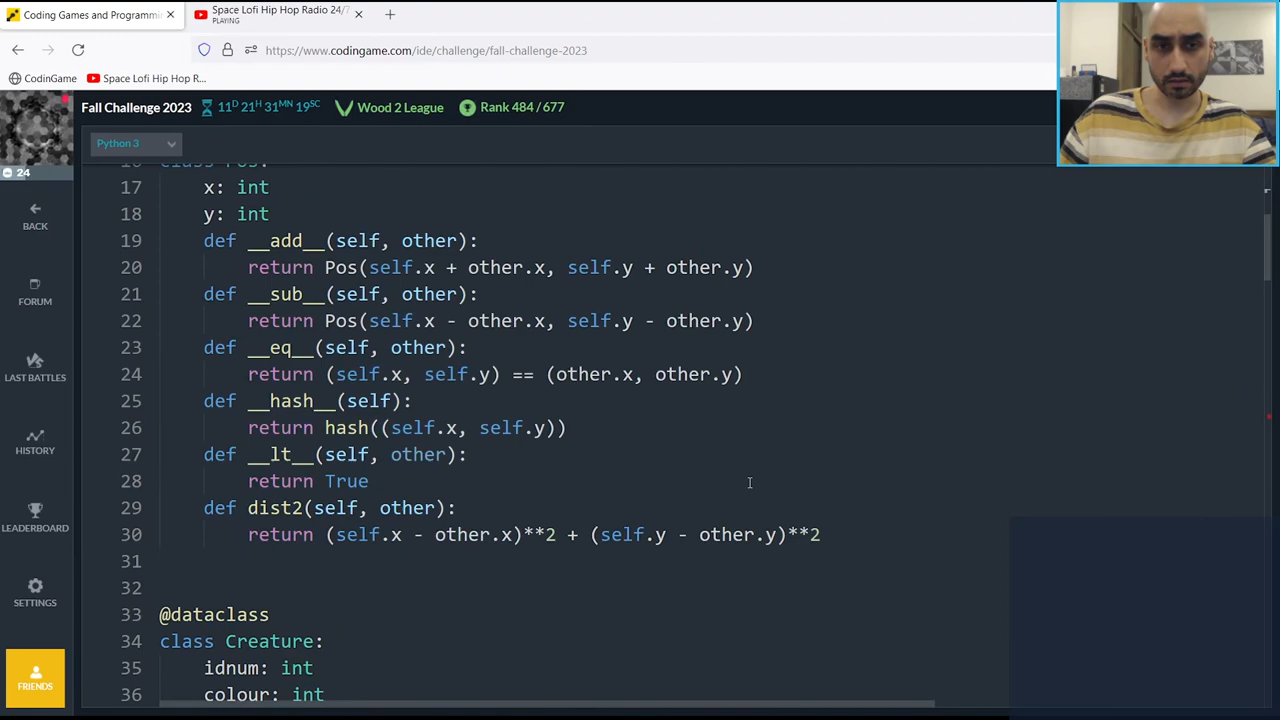 Coding Games and Programmi
Space Lofi Hip Hop Radio 24/7
PLAYING
https://www.codingame.com/ide/challenge/fall-challenge-2023
CodinGame
Space Lofi Hip Hop R...
Fall Challenge 2023
11D 21H 31MN 19SC
Wood 2 League
Rank 484 / 677
Python 3
24
BACK
FORUM
LAST BATTLES
HISTORY
LEADERBOARD
SETTINGS
FRIENDS
16 class Pos:
17 x: int
18 y: int
19 def __add__(self, other):
20 return Pos(self.x + other.x, self.y + other.y)
21 def __sub__(self, other):
22 return Pos(self.x - other.x, self.y - other.y)
23 def __eq__(self, other):
24 return (self.x, self.y) == (other.x, other.y)
25 def __hash__(self):
26 return hash((self.x, self.y))
27 def __lt__(self, other):
28 return True
29 def dist2(self, other):
30 return (self.x - other.x)**2 + (self.y - other.y)**2
31
32
33 @dataclass
34 class Creature:
35 idnum: int
36 colour: int